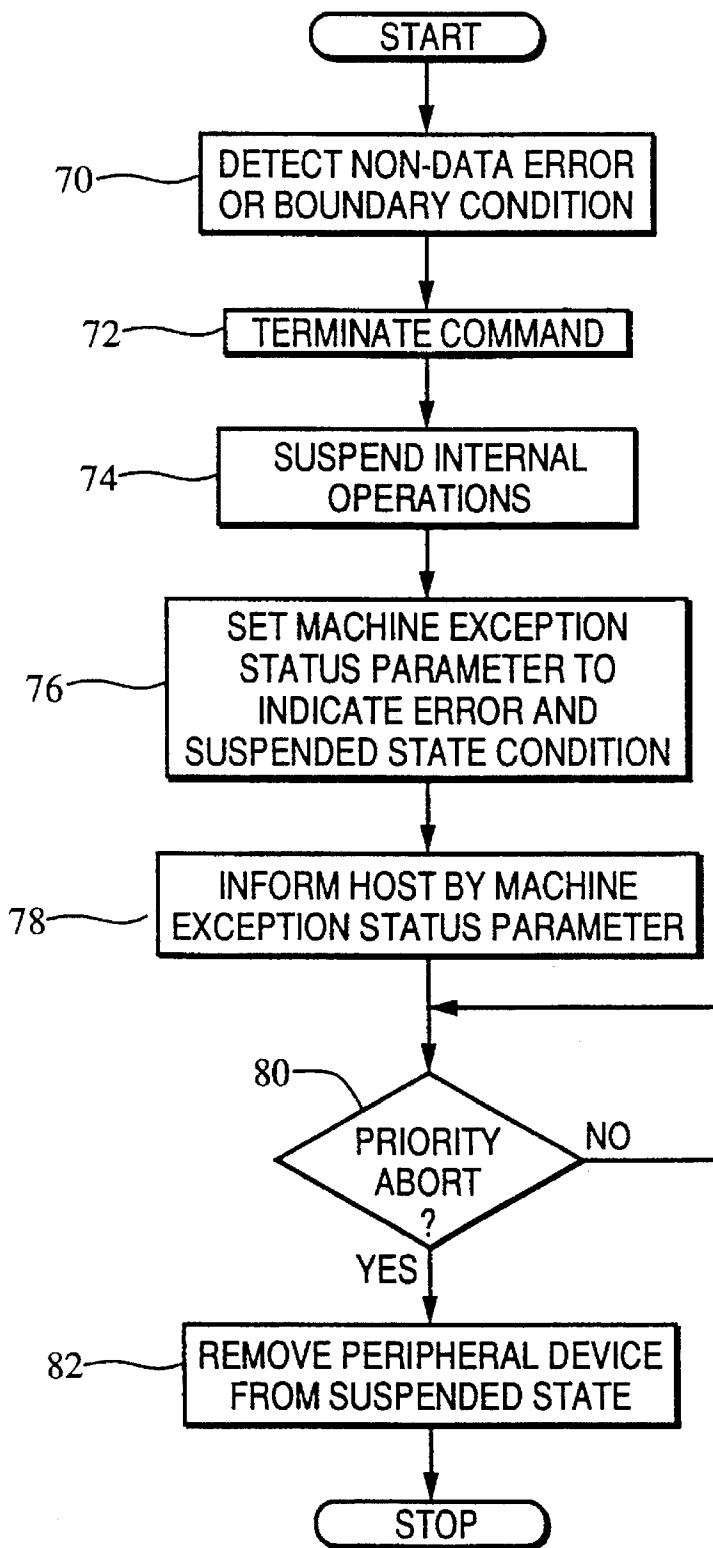 START
70
DETECT NON-DATA ERROR
OR BOUNDARY CONDITION
72
TERMINATE COMMAND
74
SUSPEND INTERNAL
OPERATIONS
76
SET MACHINE EXCEPTION
STATUS PARAMETER TO
INDICATE ERROR AND
SUSPENDED STATE CONDITION
78
INFORM HOST BY MACHINE
EXCEPTION STATUS PARAMETER
80
PRIORITY
ABORT
?
NO
YES
82
REMOVE PERIPHERAL DEVICE
FROM SUSPENDED STATE
STOP